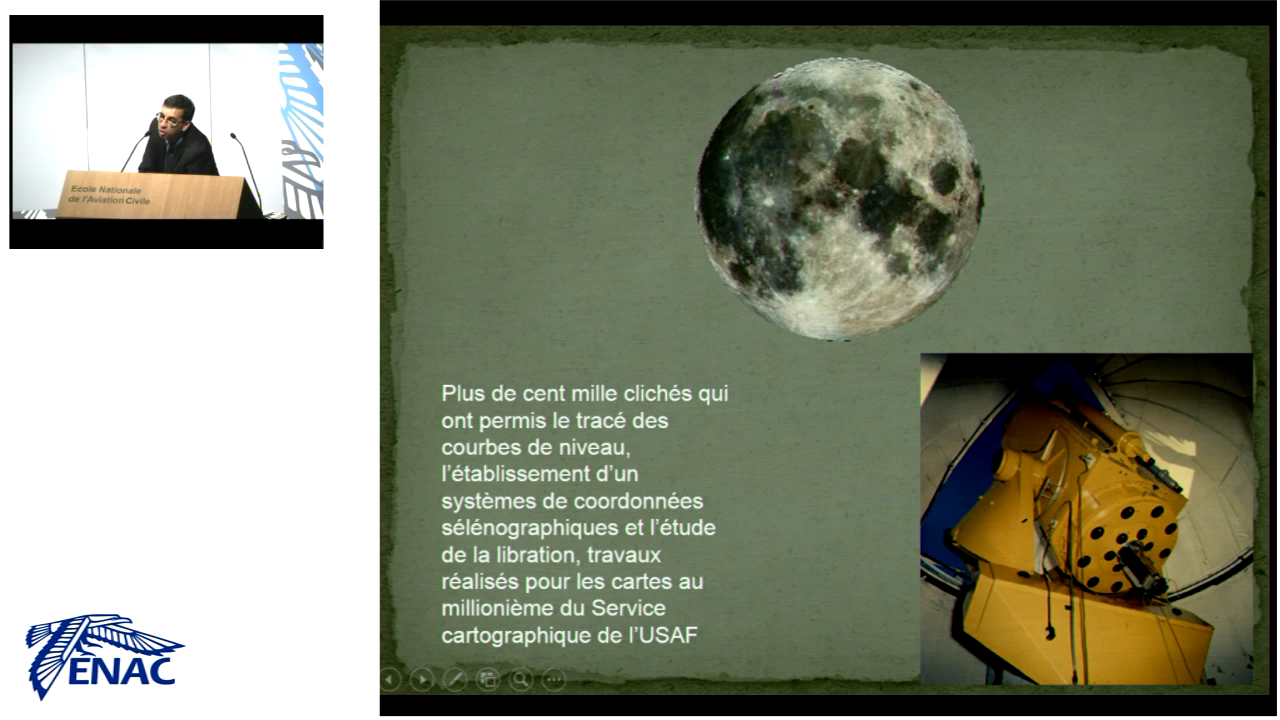 Ecole Nationale
de l'Aviation Civile
Plus de cent mille clichés qui
ont permis le tracé des
courbes de niveau,
l'établissement d'un
systèmes de coordonnées
sélénographiques et l'étude
de la libration, travaux
réalisés pour les cartes au
millionième du Service
cartographique de l'USAF
ENAC